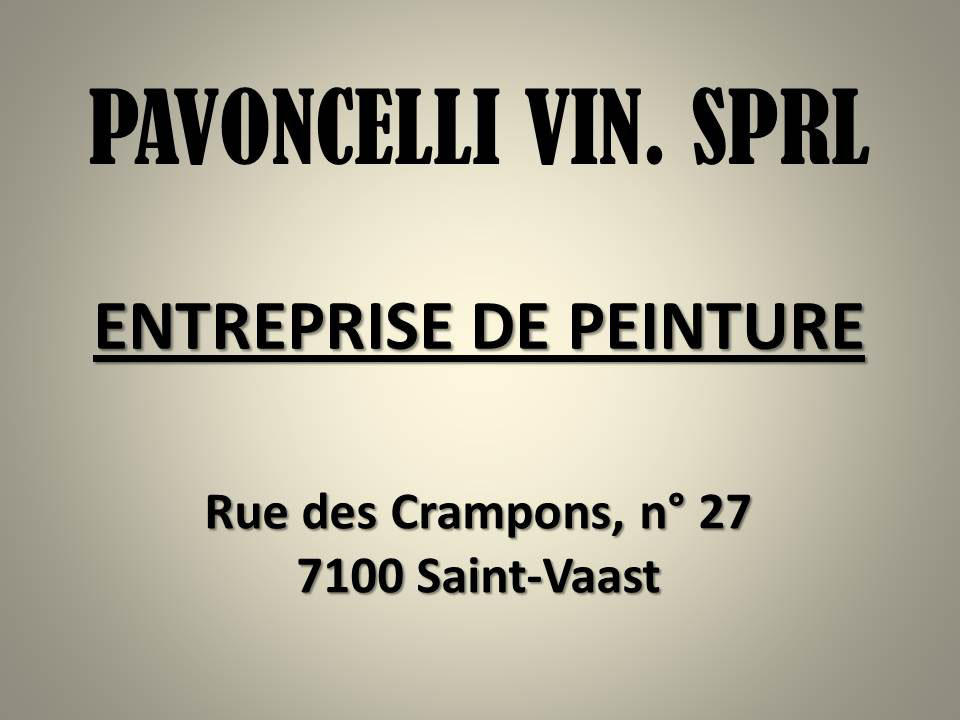 PAVONCELLI VIN. SPRL
ENTREPRISE DE PEINTURE
Rue des Crampons, n° 27
7100 Saint-Vaast